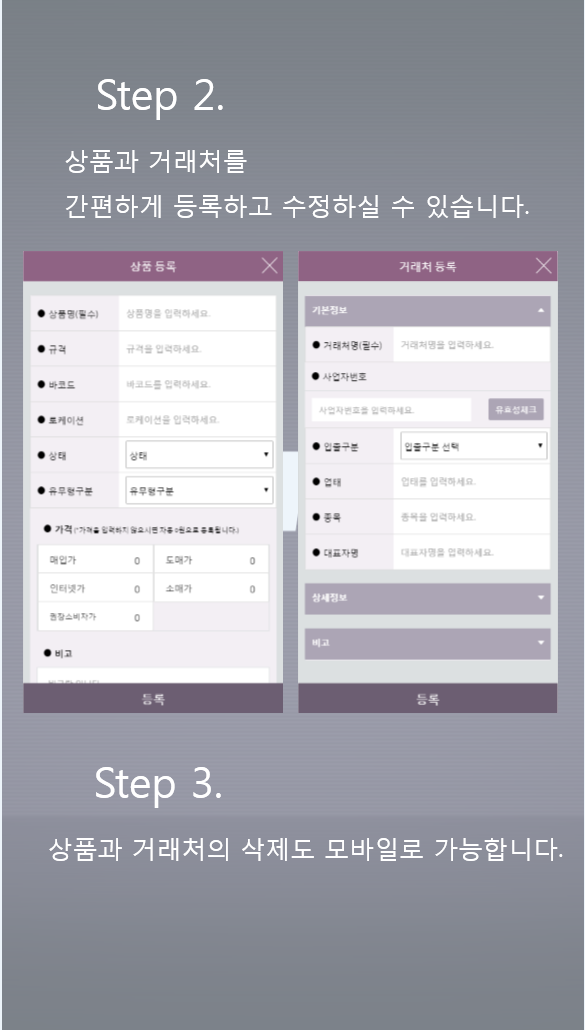 Step 2.
상품과 거래처를
간편하게 등록하고 수정하실 수 있습니다.
상품 등록
● 상품명(필수) 상품명을 입력하세요.
● 규격 규격을 입력하세요.
● 바코드 바코드를 입력하세요.
● 로케이션 로케이션을 입력하세요.
● 상태 상태
● 유무형구분 유무형구분
● 가격 (*가격을 입력하지 않으시면 자동 0원으로 등록됩니다.)
매입가 0 도매가 0
인터넷가 0 소매가 0
권장소비자가 0
● 비고
등록
거래처 등록
기본정보
● 거래처명(필수) 거래처명을 입력하세요.
● 사업자번호
사업자번호를 입력하세요. 유효성체크
● 입출구분 입출구분 선택
● 업태 업태를 입력하세요.
● 종목 종목을 입력하세요.
● 대표자명 대표자명을 입력하세요.
상세정보
비고
등록
Step 3.
상품과 거래처의 삭제도 모바일로 가능합니다.